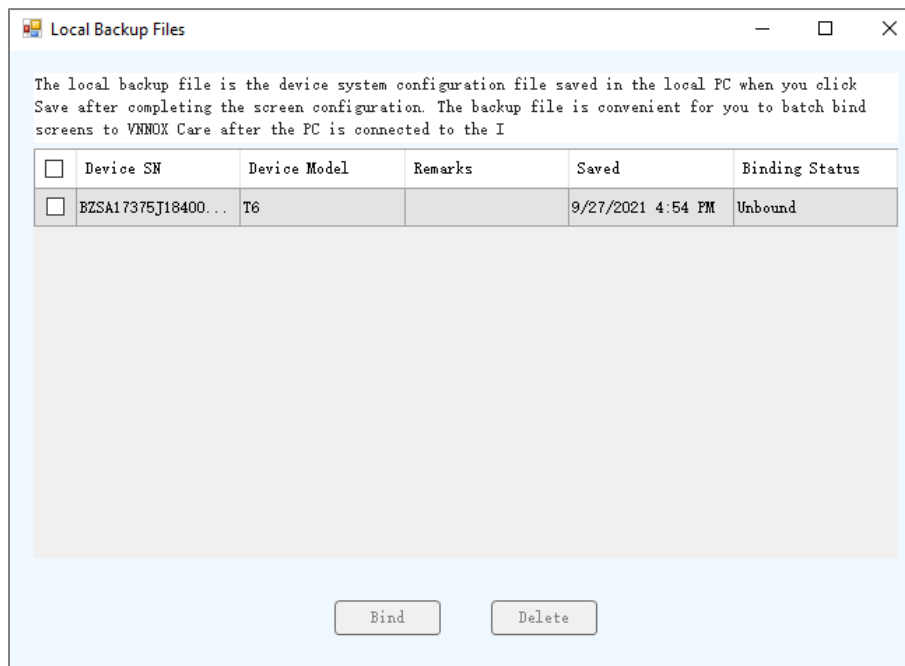 Local Backup Files
The local backup file is the device system configuration file saved in the local PC when you click
Save after completing the screen configuration. The backup file is convenient for you to batch bind
screens to VNNOX Care after the PC is connected to the I
Device SN Device Model Remarks Saved Binding Status
BZSA17375J18400... T6 9/27/2021 4:54 PM Unbound
Bind Delete